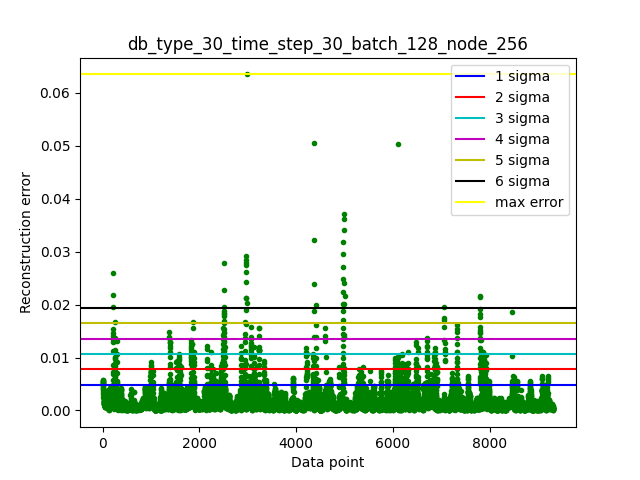 db_type_30_time_step_30_batch_128_node_256
1 sigma
2 sigma
3 sigma
4 sigma
5 sigma
6 sigma
max error
0.06
0.05
0.04
0.03
0.02
0.01
0.00
Reconstruction error
0 2000 4000 6000 8000
Data point